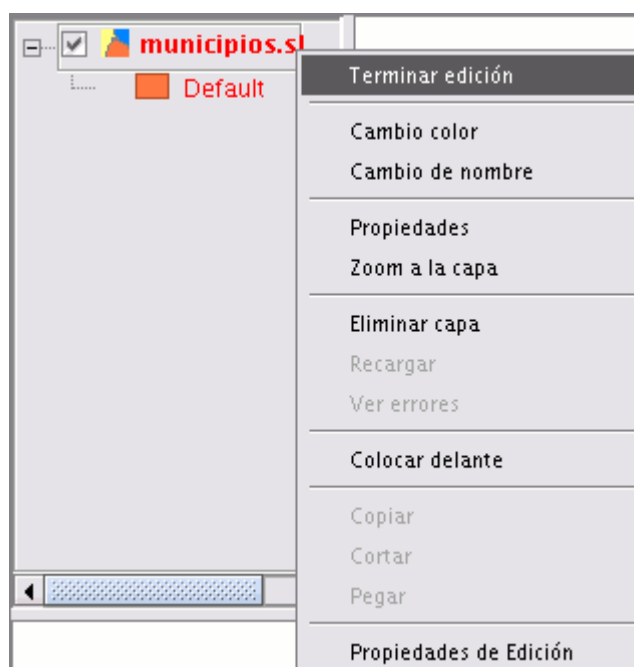 municipios.s
Default
Terminar edición
Cambio color
Cambio de nombre
Propiedades
Zoom a la capa
Eliminar capa
Recargar
Ver errores
Colocar delante
Copiar
Cortar
Pegar
Propiedades de Edición